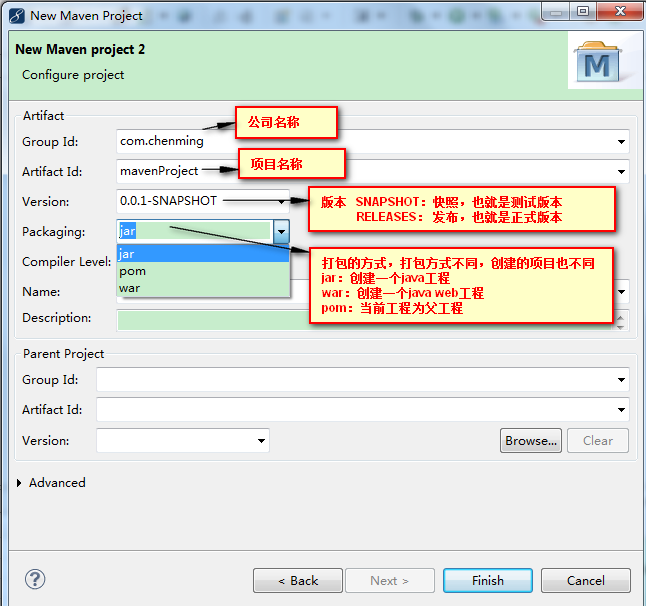 New Maven Project
New Maven project 2
Configure project
M
Artifact
公司名称
Group Id:
com.chenming
项目名称
Artifact Id:
mavenProject
Version:
0.0.1-SNAPSHOT
版本 SNAPSHOT：快照，也就是测试版本
RELEASES： 发布，也就是正式版本
Packaging:
jar
jar
pom
war
打包的方式，打包方式不同，创建的项目也不同
jar：创建一个java工程
war：创建一个java web工程
pom：当前工程为父工程
Compiler Level:
Name:
Description:
Parent Project
Group Id:
Artifact Id:
Version:
Browse...
Clear
Advanced
?
< Back
Next >
Finish
Cancel